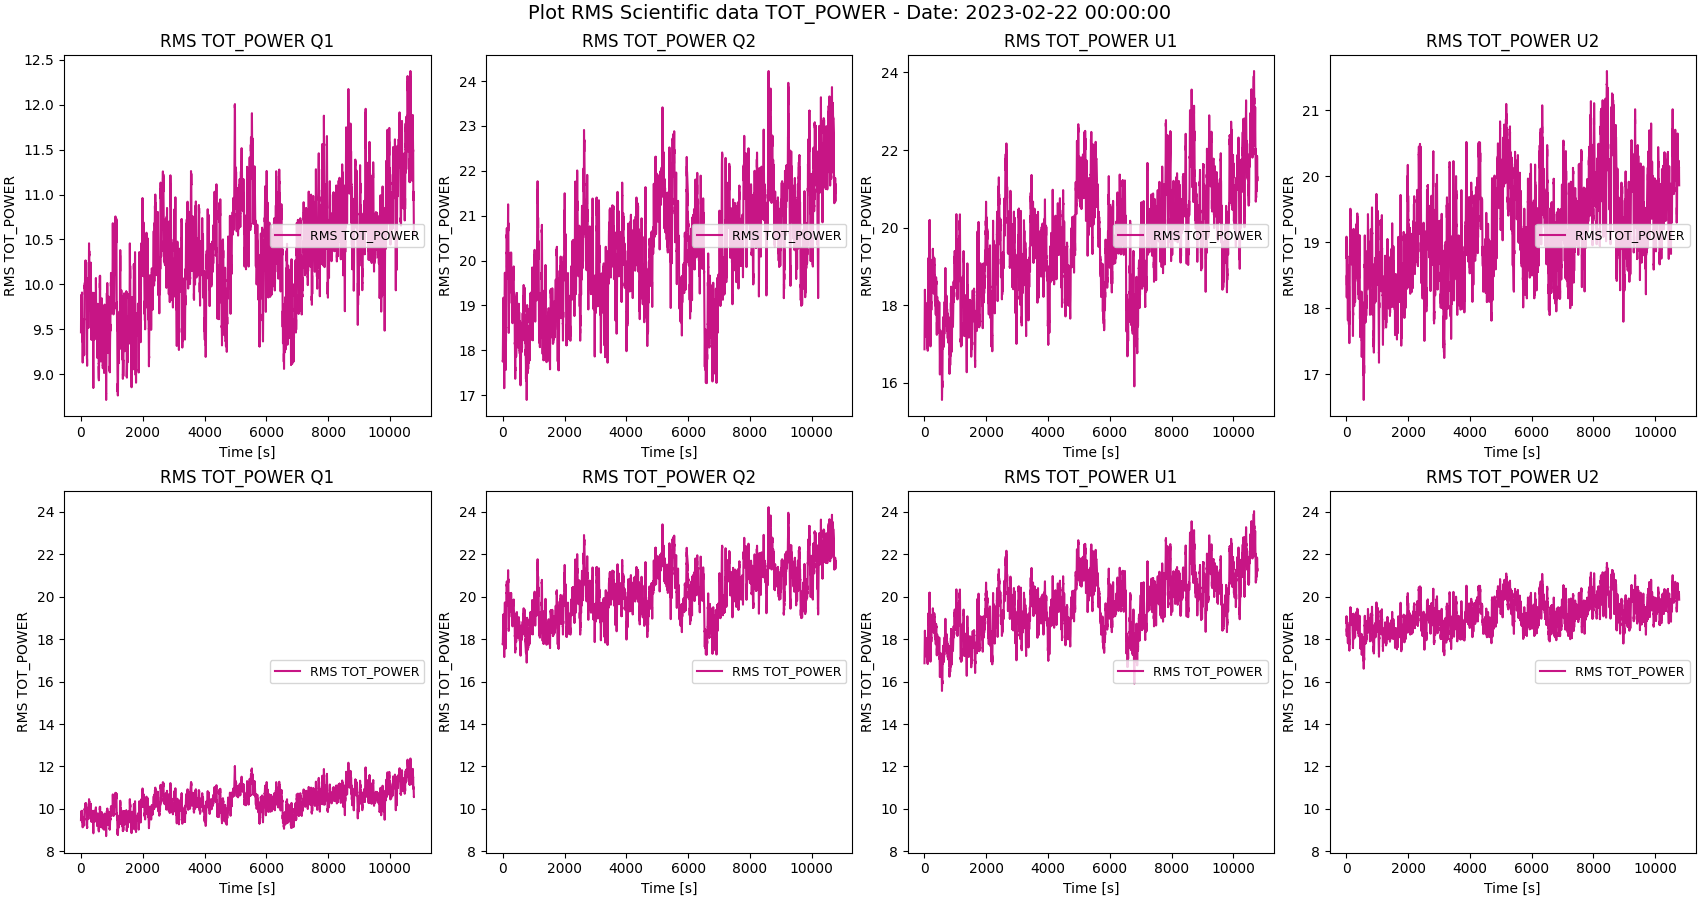 Plot RMS Scientific data TOT_POWER - Date: 2023-02-22 00:00:00
RMS TOT_POWER Q1
RMS TOT_POWER
12.5
12.0
11.5
11.0
10.5
10.0
9.5
9.0
RMS TOT_POWER
0 2000 4000 6000 8000 10000
Time [s]
RMS TOT_POWER Q2
RMS TOT_POWER
24
23
22
21
20
19
18
17
RMS TOT_POWER
0 2000 4000 6000 8000 10000
Time [s]
RMS TOT_POWER U1
RMS TOT_POWER
24
22
20
18
16
RMS TOT_POWER
0 2000 4000 6000 8000 10000
Time [s]
RMS TOT_POWER U2
RMS TOT_POWER
21
20
19
18
17
RMS TOT_POWER
0 2000 4000 6000 8000 10000
Time [s]
RMS TOT_POWER Q1
RMS TOT_POWER
24
22
20
18
16
14
12
10
8
RMS TOT_POWER
0 2000 4000 6000 8000 10000
Time [s]
RMS TOT_POWER Q2
RMS TOT_POWER
24
22
20
18
16
14
12
10
8
RMS TOT_POWER
0 2000 4000 6000 8000 10000
Time [s]
RMS TOT_POWER U1
RMS TOT_POWER
24
22
20
18
16
14
12
10
8
RMS TOT_POWER
0 2000 4000 6000 8000 10000
Time [s]
RMS TOT_POWER U2
RMS TOT_POWER
24
22
20
18
16
14
12
10
8
RMS TOT_POWER
0 2000 4000 6000 8000 10000
Time [s]